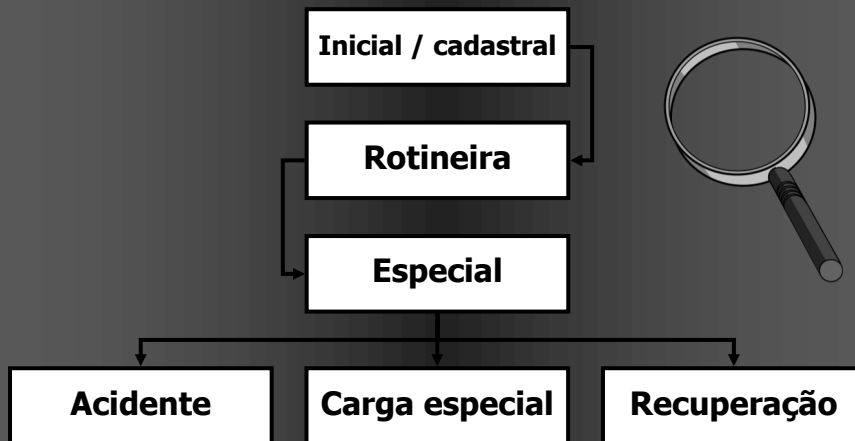 Inicial / cadastral
Rotineira
Especial
Acidente
Carga especial
Recuperação